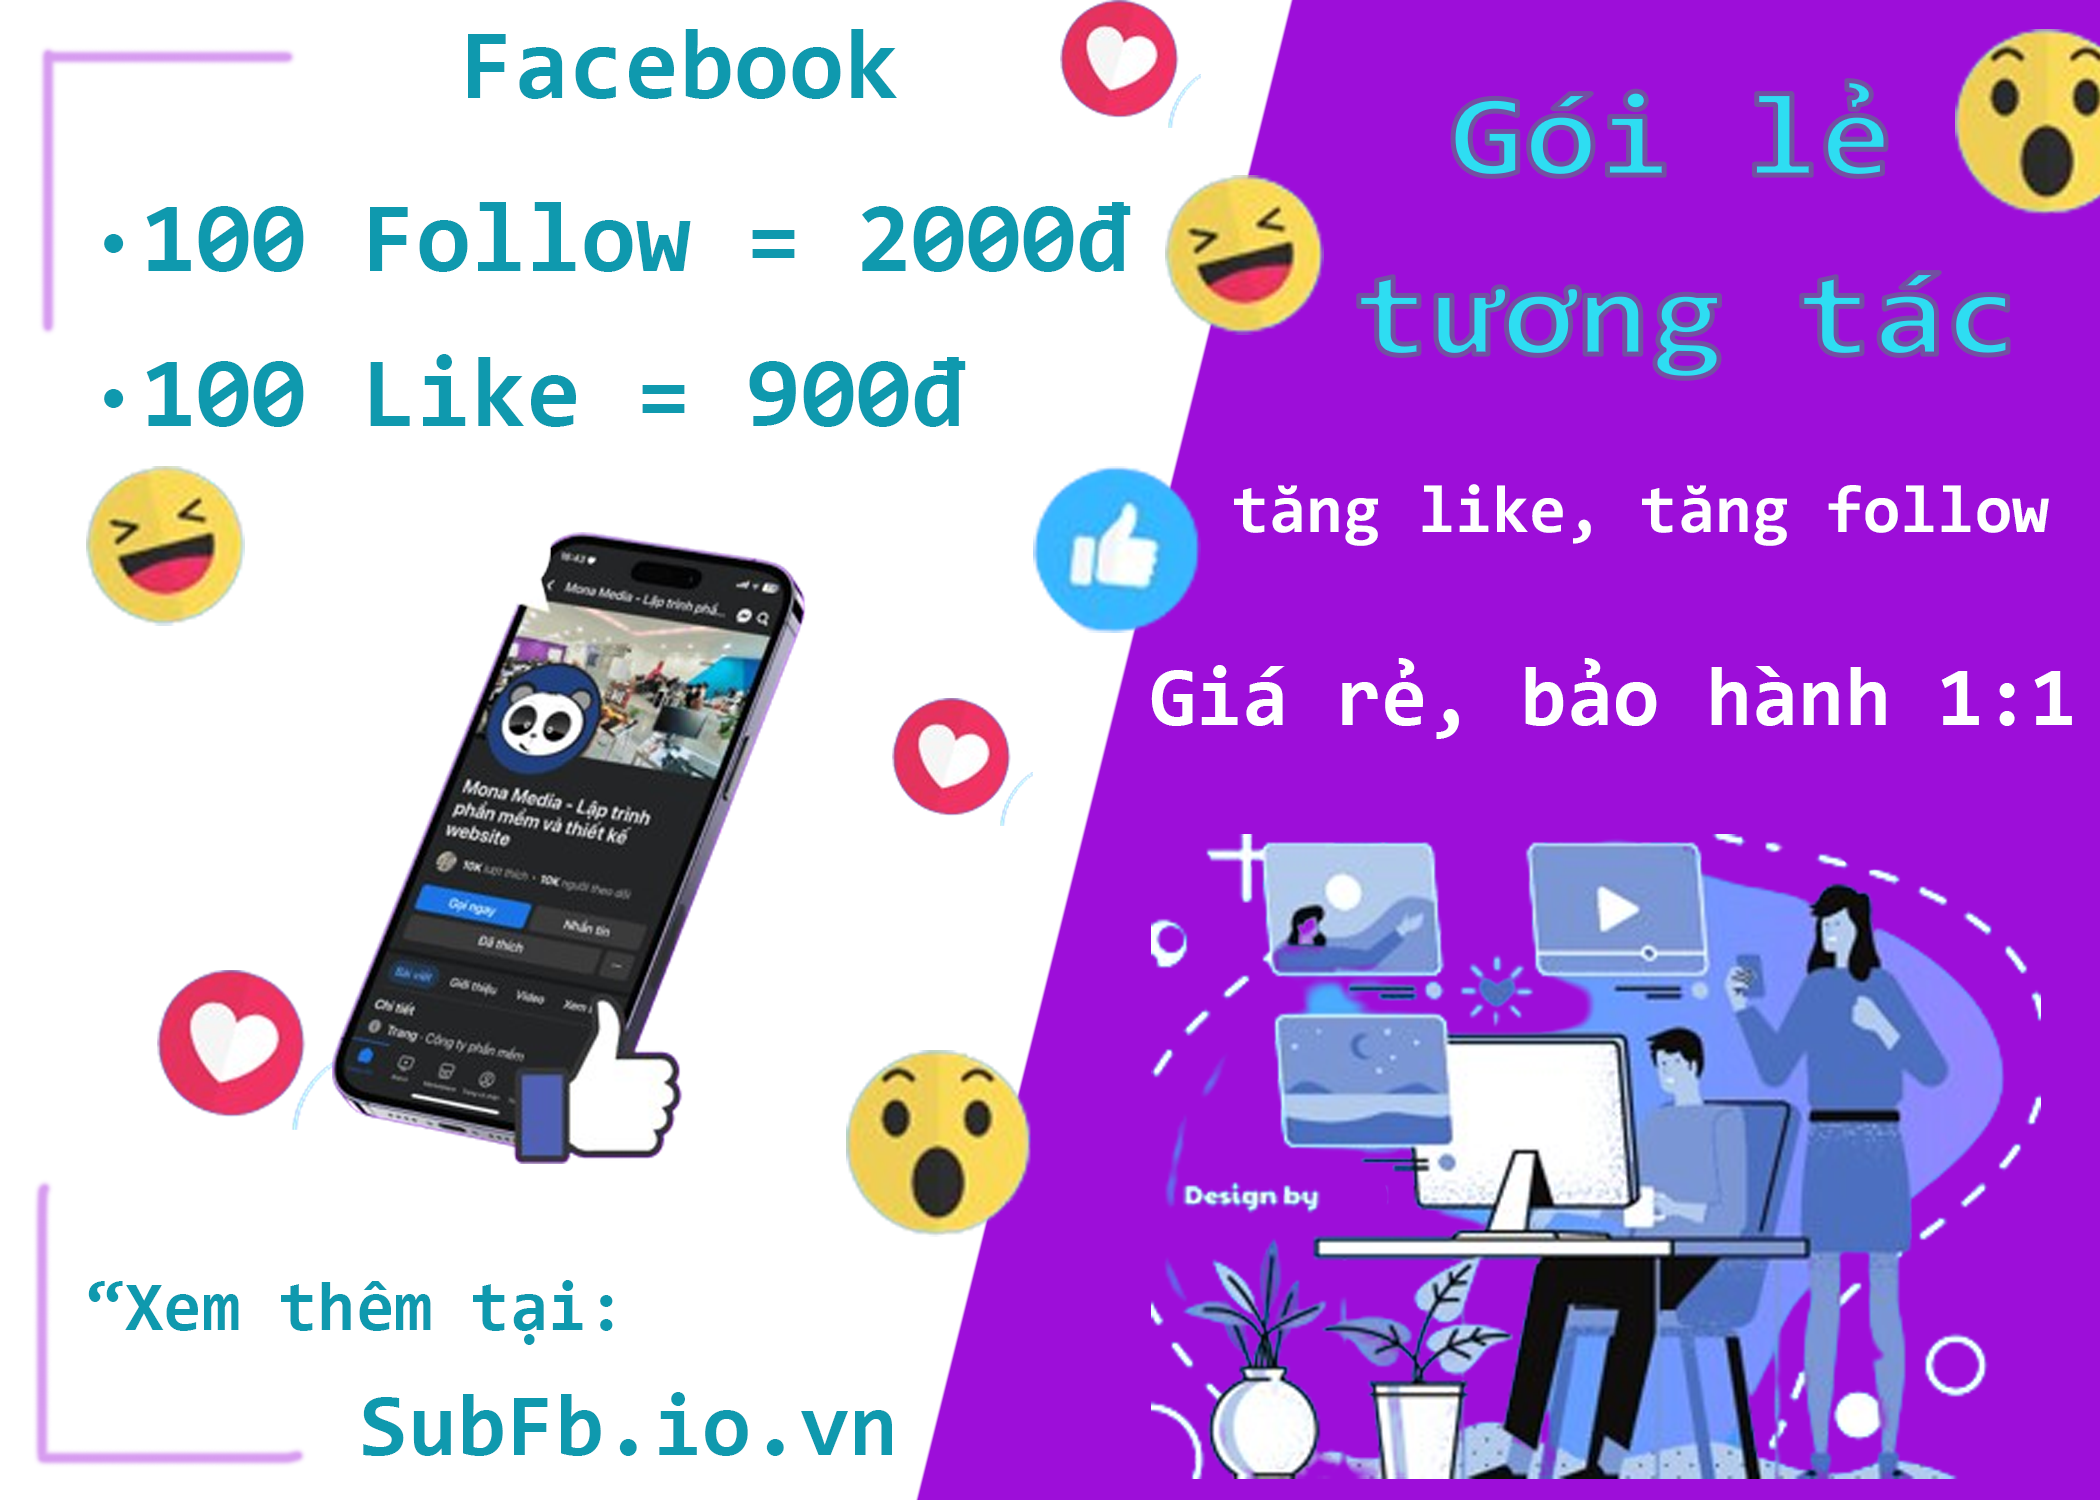 Facebook
•100 Follow = 2000đ
•100 Like = 900đ
16:43
Mona Media - Lập trình phầ...
Mona Media - Lập trình
phần mềm và thiết kế
website
10K lượt thích • 10K người theo dõi
Gọi ngay
Nhắn tin
Đã thích
Bài viết Giới thiệu Video Xem
Chi tiết
Trang · Công ty phần mềm
“Xem thêm tại:
SubFb.io.vn
Gói lẻ
tương tác
tăng like, tăng follow
Giá rẻ, bảo hành 1:1
Design by